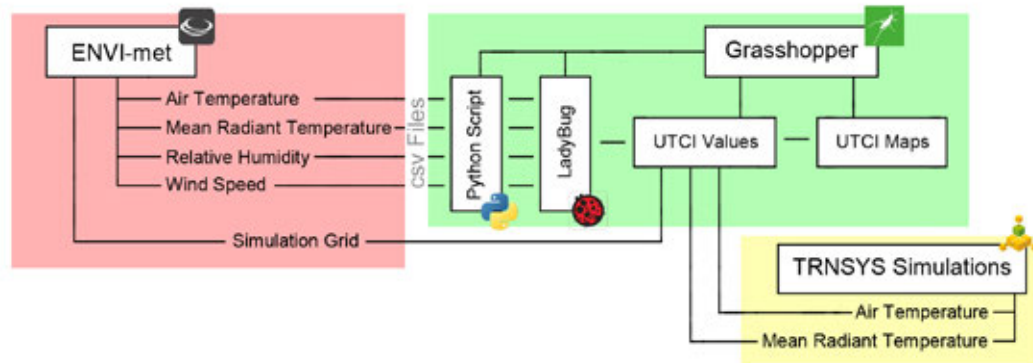 ENVI-met
Air Temperature
Mean Radiant Temperature
Relative Humidity
Wind Speed
Simulation Grid
csv Files
Grasshopper
Python Script
LadyBug
UTCI Values
UTCI Maps
TRNSYS Simulations
Air Temperature
Mean Radiant Temperature